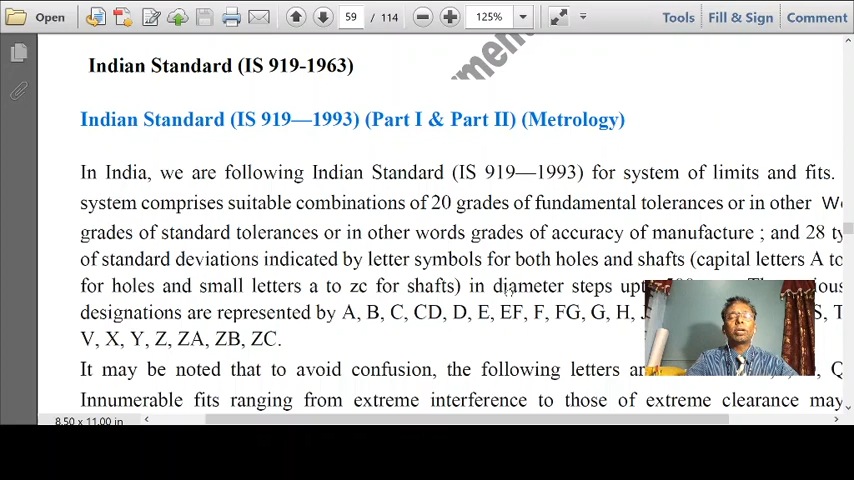 Open
59 / 114
125%
Tools
Fill & Sign
Comment
Indian Standard (IS 919-1963)
Indian Standard (IS 919—1993) (Part I & Part II) (Metrology)
In India, we are following Indian Standard (IS 919—1993) for system of limits and fits.
system comprises suitable combinations of 20 grades of fundamental tolerances or in other
grades of standard tolerances or in other words grades of accuracy of manufacture ; and 28
of standard deviations indicated by letter symbols for both holes and shafts (capital letters A to
for holes and small letters a to zc for shafts) in diameter steps
designations are represented by A, B, C, CD, D, E, EF, F, FG, G, H,
V, X, Y, Z, ZA, ZB, ZC.
It may be noted that to avoid confusion, the following letters
Innumerable fits ranging from extreme interference to those of extreme clearance may
8.50 x 11.00 in